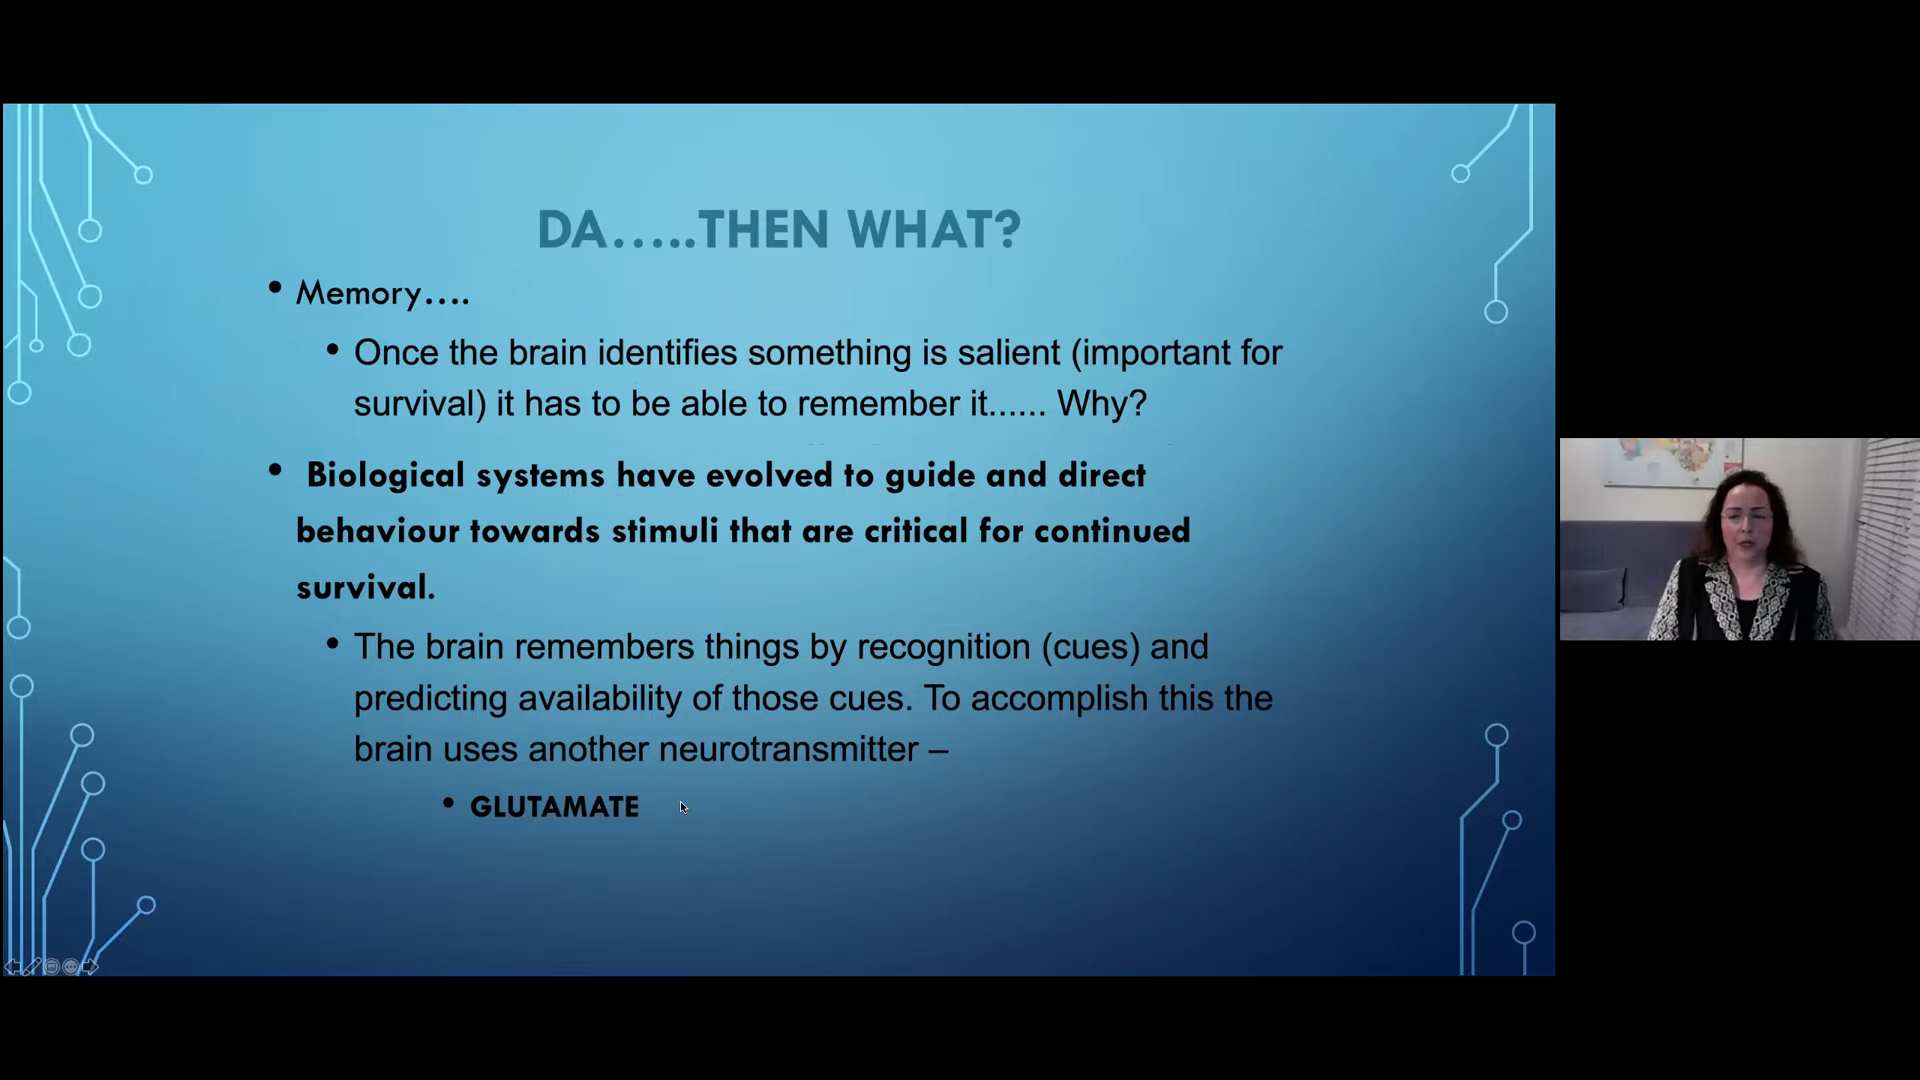 DA.....THEN WHAT?
• Memory....
• Once the brain identifies something is salient (important for
survival) it has to be able to remember it...... Why?
• Biological systems have evolved to guide and direct
behaviour towards stimuli that are critical for continued
survival.
• The brain remembers things by recognition (cues) and
predicting availability of those cues. To accomplish this the
brain uses another neurotransmitter –
• GLUTAMATE